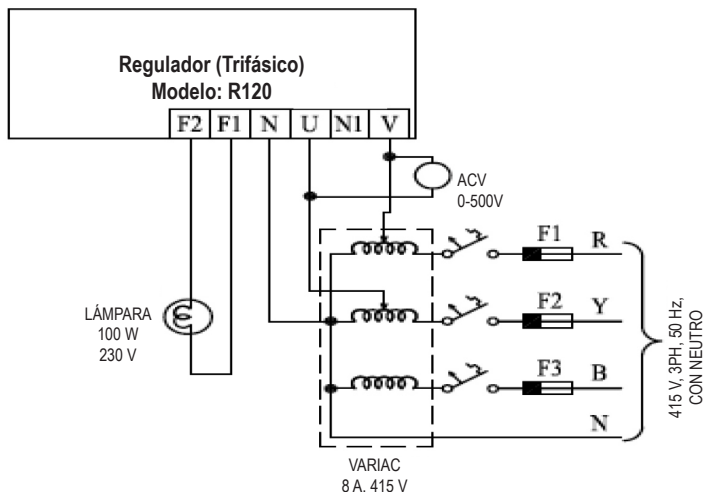 Regulador (Trifásico)
Modelo: R120
F2 F1 N U N1 V
ACV
0-500V
F1 R
F2 Y
F3 B
N
LÁMPARA
100 W
230 V
415 V, 3PH, 50 Hz,
CON NEUTRO
VARIAC
8 A, 415 V